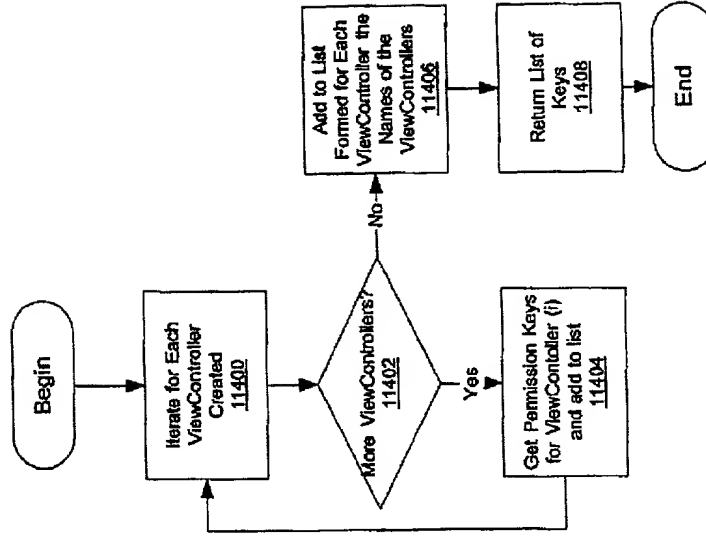 Begin
Iterate for Each
ViewController
Created
11400
More ViewControllers?
11402
Yes
Get Permission Keys
for ViewContoller (i)
and add to list
11404
No
Add to List
Formed for Each
ViewController the
Names of the
ViewControllers
11406
Return List of
Keys
11408
End